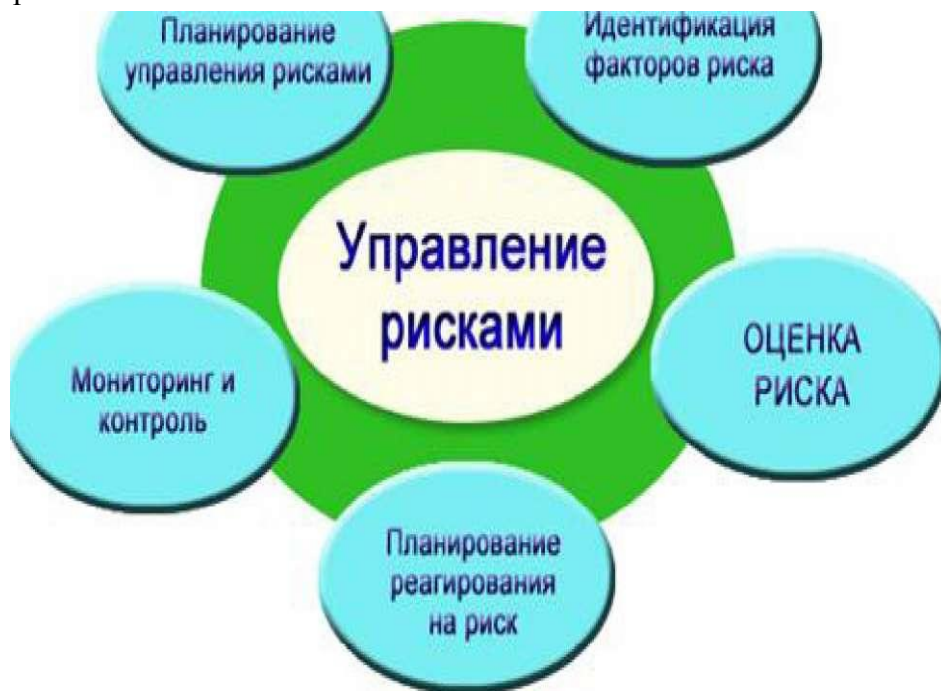 Планирование
управления рисками
Идентификация
факторов риска
Управление
рисками
ОЦЕНКА
РИСКА
Мониторинг и
контроль
Планирование
реагирования
на риск